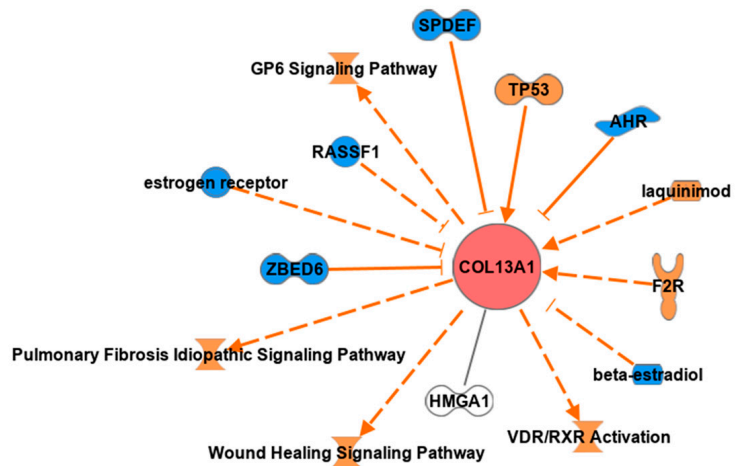 SPDEF
GP6 Signaling Pathway
TP53
AHR
RASSF1
estrogen receptor
laquinimod
ZBED6
COL13A1
F2R
Pulmonary Fibrosis Idiopathic Signaling Pathway
beta-estradiol
HMGA1
VDR/RXR Activation
Wound Healing Signaling Pathway